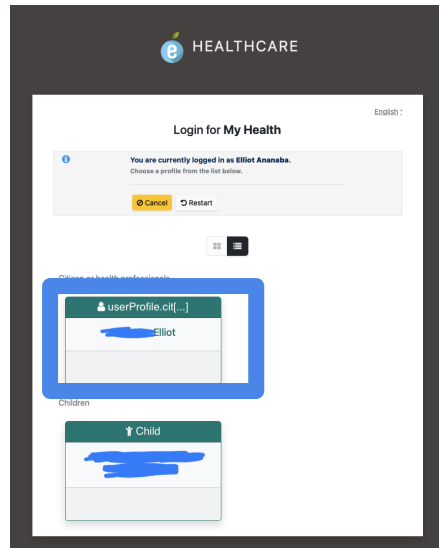 e HEALTHCARE
English
Login for My Health
You are currently logged in as Elliot Ananaba.
Choose a profile from the list below.
Cancel Restart
Citizen or health professionals
userProfile.cit[...]
Elliot
Children
Child